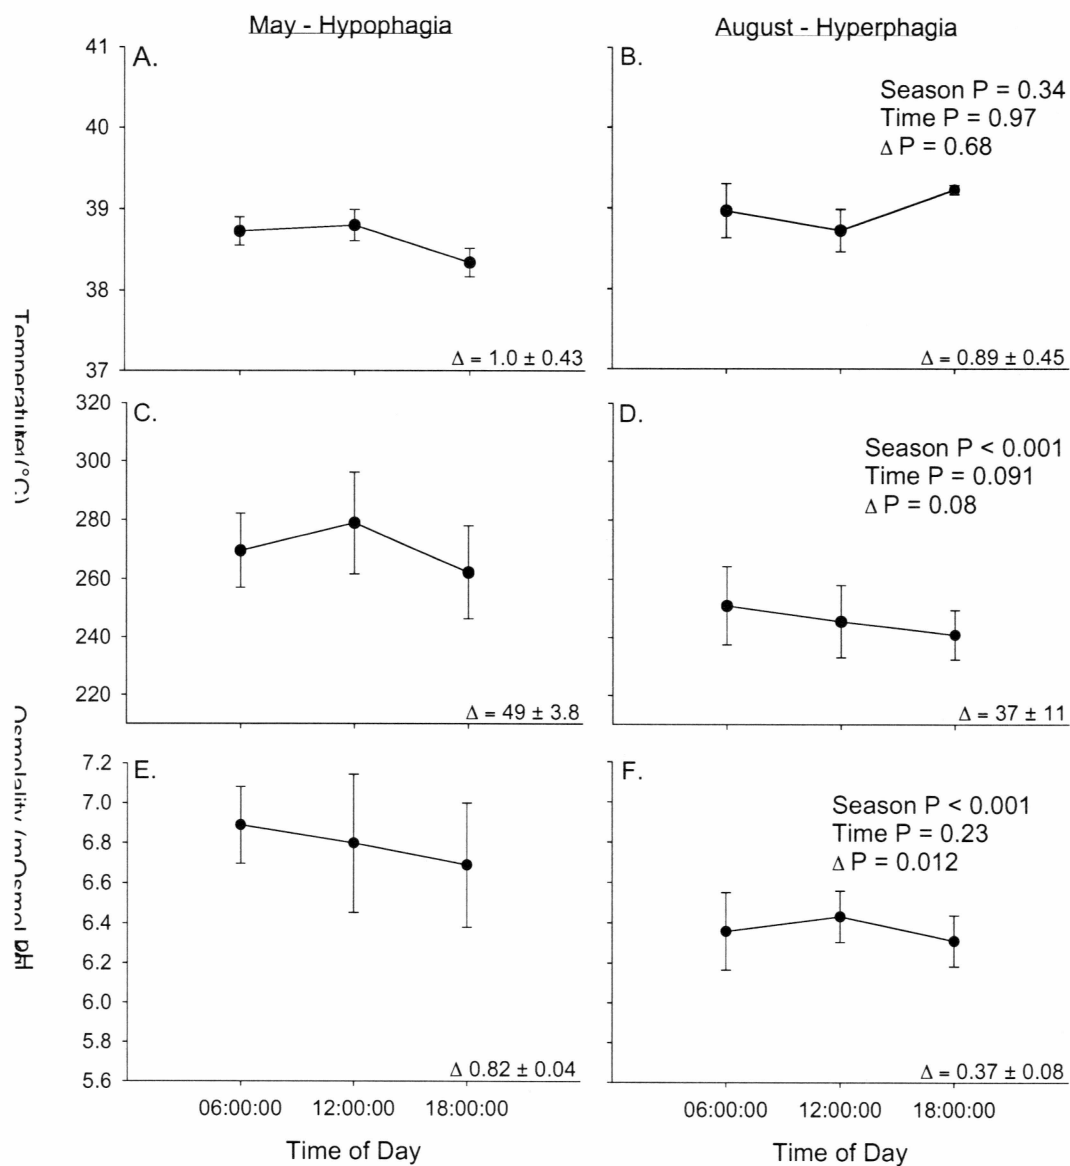 May - Hypophagia
August - Hyperphagia
A.
41
40
39
38
37
Δ = 1.0 ± 0.43
B.
Season P = 0.34
Time P = 0.97
Δ P = 0.68
Δ = 0.89 ± 0.45
Temperature (°C)
C.
320
300
280
260
240
220
Δ = 49 ± 3.8
D.
Season P < 0.001
Time P = 0.091
Δ P = 0.08
Δ = 37 ± 11
Osmolality (mOsmol
E.
7.2
7.0
6.8
6.6
6.4
6.2
6.0
5.8
5.6
Δ 0.82 ± 0.04
F.
Season P < 0.001
Time P = 0.23
Δ P = 0.012
Δ = 0.37 ± 0.08
pH
06:00:00 12:00:00 18:00:00
Time of Day
06:00:00 12:00:00 18:00:00
Time of Day